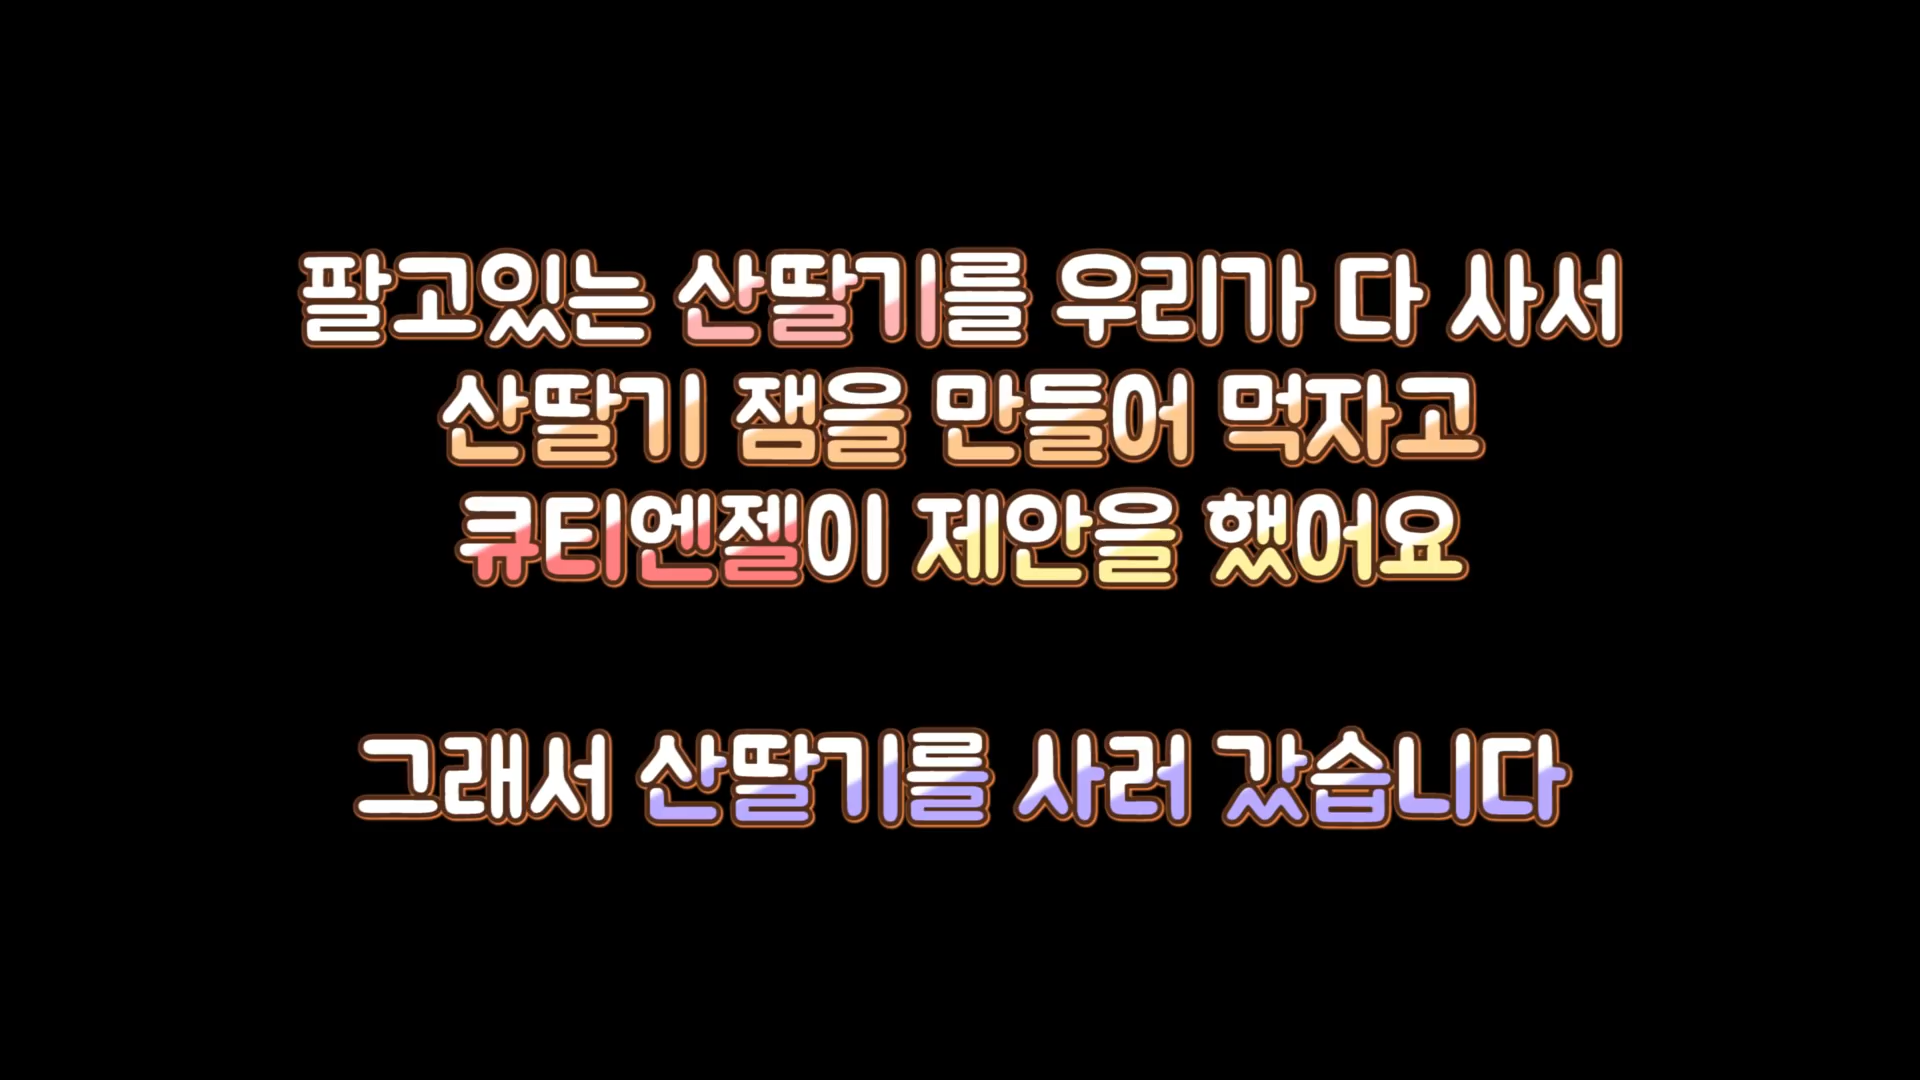 팔고있는 산딸기를 우리가 다 사서
산딸기 잼을 만들어 먹자고
큐티엔젤이 제안을 했어요
그래서 산딸기를 사러 갔습니다